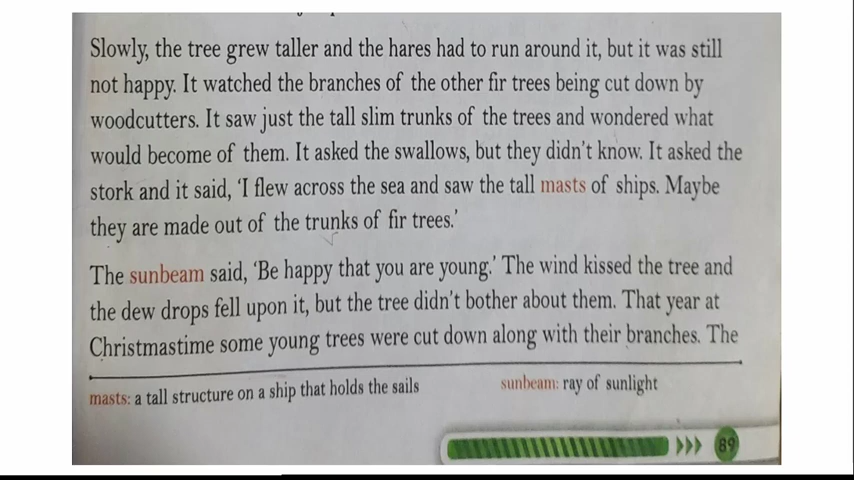 Slowly, the tree grew taller and the hares had to run around it, but it was still
not happy. It watched the branches of the other fir trees being cut down by
woodcutters. It saw just the tall slim trunks of the trees and wondered what
would become of them. It asked the swallows, but they didn't know. It asked the
stork and it said, 'I flew across the sea and saw the tall masts of ships. Maybe
they are made out of the trunks of fir trees.'
The sunbeam said, 'Be happy that you are young.' The wind kissed the tree and
the dew drops fell upon it, but the tree didn't bother about them. That year at
Christmastime some young trees were cut down along with their branches. The
masts: a tall structure on a ship that holds the sails
sunbeam: ray of sunlight
89